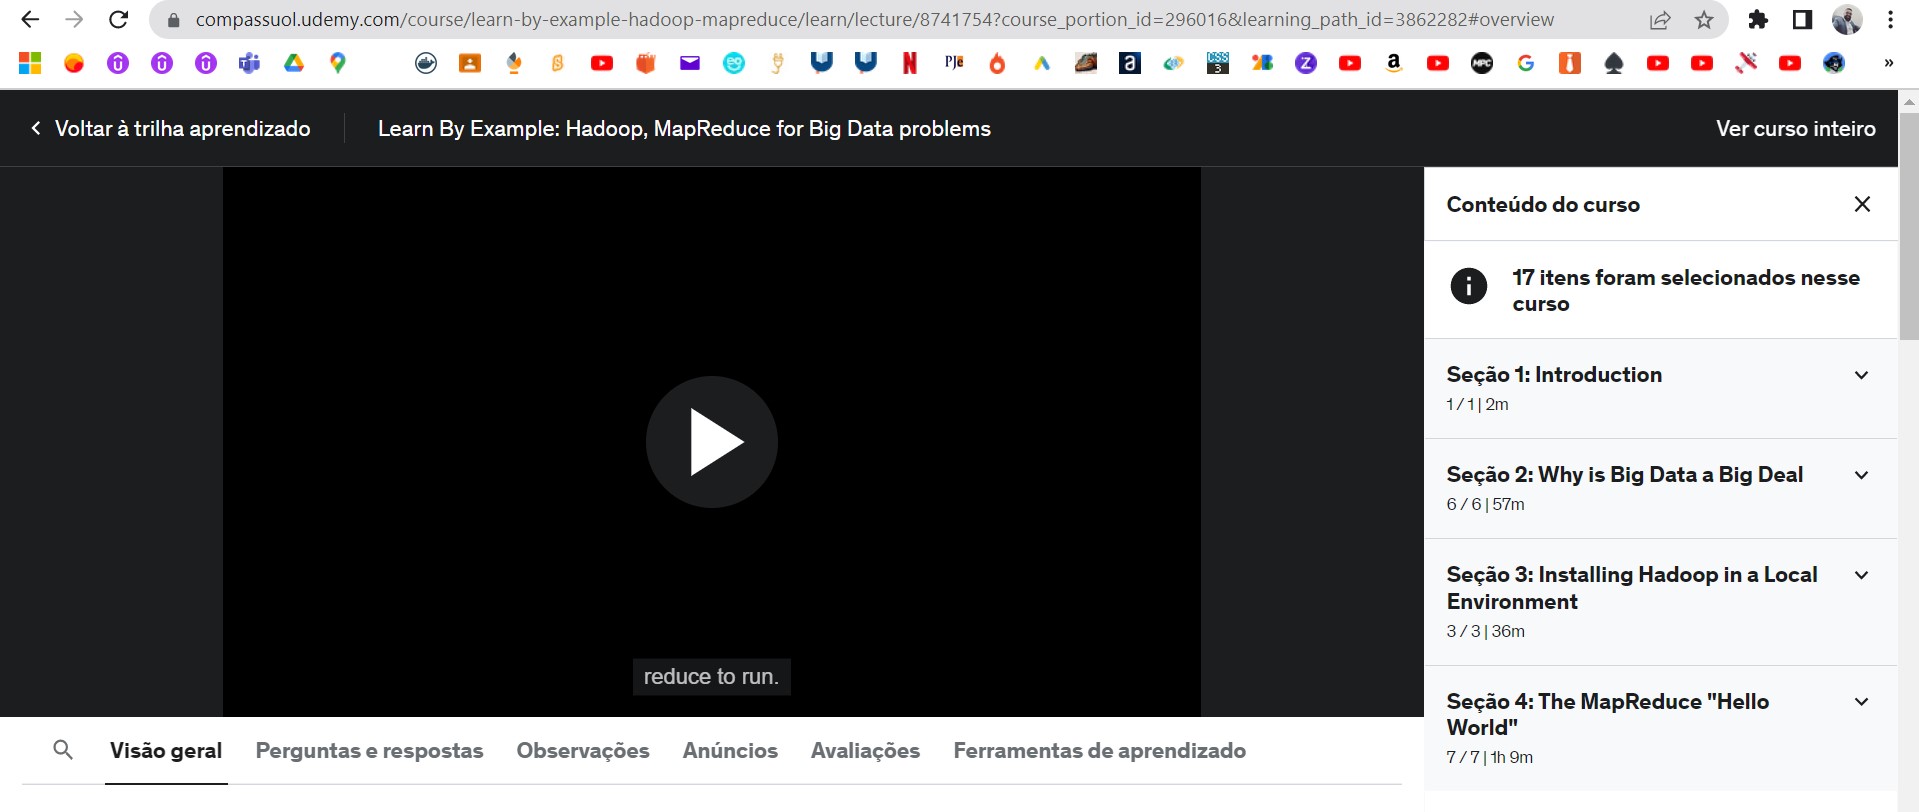 compassuol.udemy.com/course/learn-by-example-hadoop-mapreduce/learn/lecture/8741754?course_portion_id=296016&learning_path_id=3862282#overview
PJe
a
CSS
3
Z
a
MPC
G
»
Voltar à trilha aprendizado
Learn By Example: Hadoop, MapReduce for Big Data problems
Ver curso inteiro
Conteúdo do curso
17 itens foram selecionados nesse
curso
Seção 1: Introduction
1 / 1 | 2m
Seção 2: Why is Big Data a Big Deal
6 / 6 | 57m
Seção 3: Installing Hadoop in a Local
Environment
3 / 3 | 36m
Seção 4: The MapReduce "Hello
World"
7 / 7 | 1h 9m
reduce to run.
Visão geral
Perguntas e respostas
Observações
Anúncios
Avaliações
Ferramentas de aprendizado